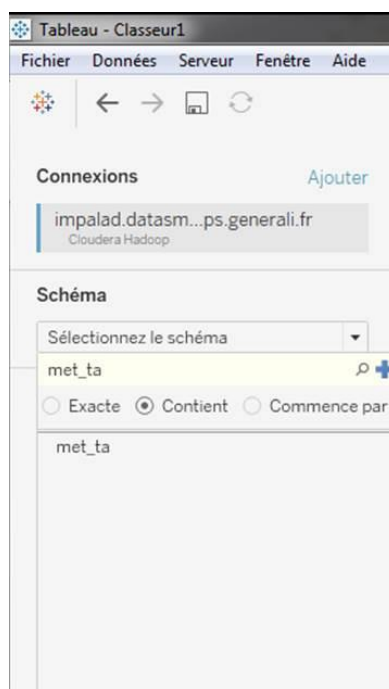 Tableau - Classeur1
Fichier Données Serveur Fenêtre Aide
Connexions Ajouter
impalad.datasm...ps.generali.fr
Cloudera Hadoop
Schéma
Sélectionnez le schéma
met_ta
Exacte Contient Commence par
met_ta